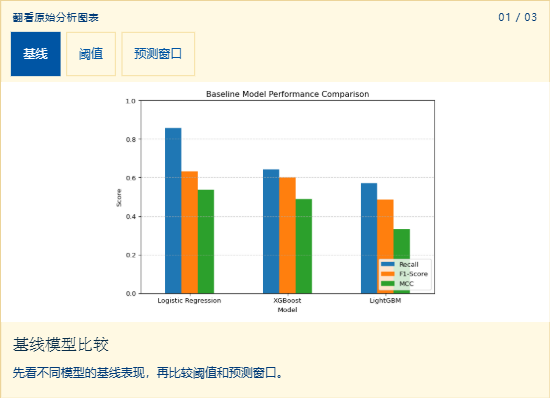 翻看原始分析图表
01 / 03
基线 阈值 预测窗口
Baseline Model Performance Comparison
1.0
0.8
0.6
0.4
0.2
0.0
Score
Recall
F1-Score
MCC
Logistic Regression XGBoost LightGBM
Model
基线模型比较
先看不同模型的基线表现，再比较阈值和预测窗口。